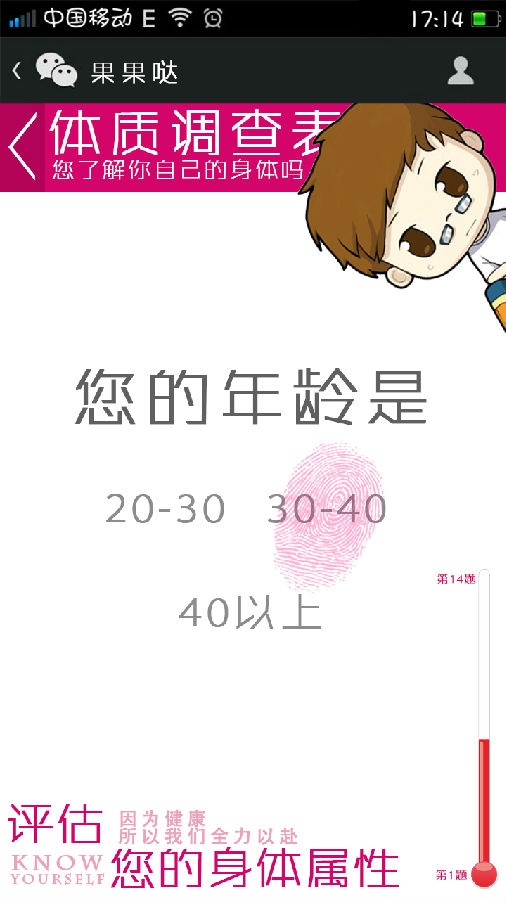 中国移动 E 17:14
果果哒
体质调查表
您了解你自己的身体吗
您的年龄是
20-30 30-40
40以上
第14题
第1题
评估 因为健康
所以我们全力以赴
KNOW
YOURSELF
您的身体属性